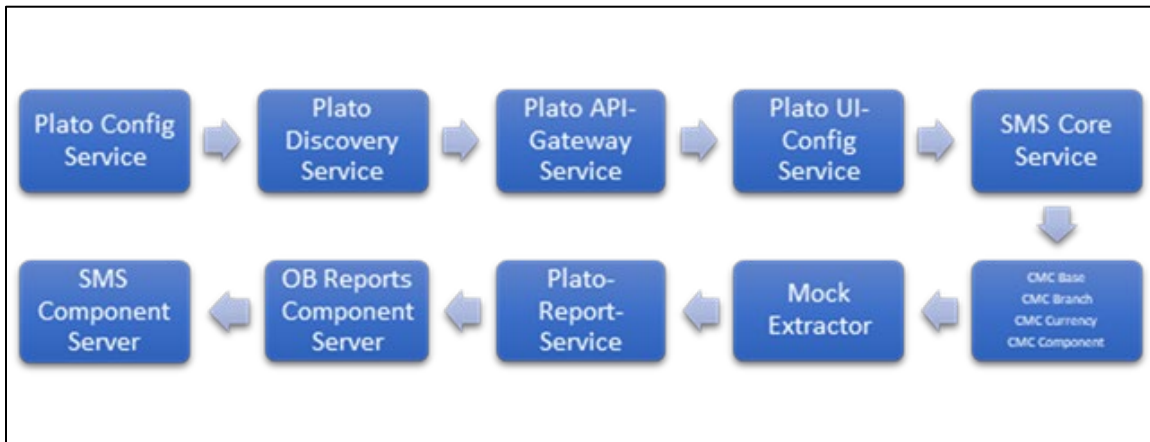 Plato Config
Service
Plato
Discovery
Service
Plato API-
Gateway
Service
Plato UI-
Config
Service
SMS Core
Service
CMC Base
CMC Branch
CMC Currency
CMC Component
Mock
Extractor
Plato-
Report-
Service
OB Reports
Component
Server
SMS
Component
Server